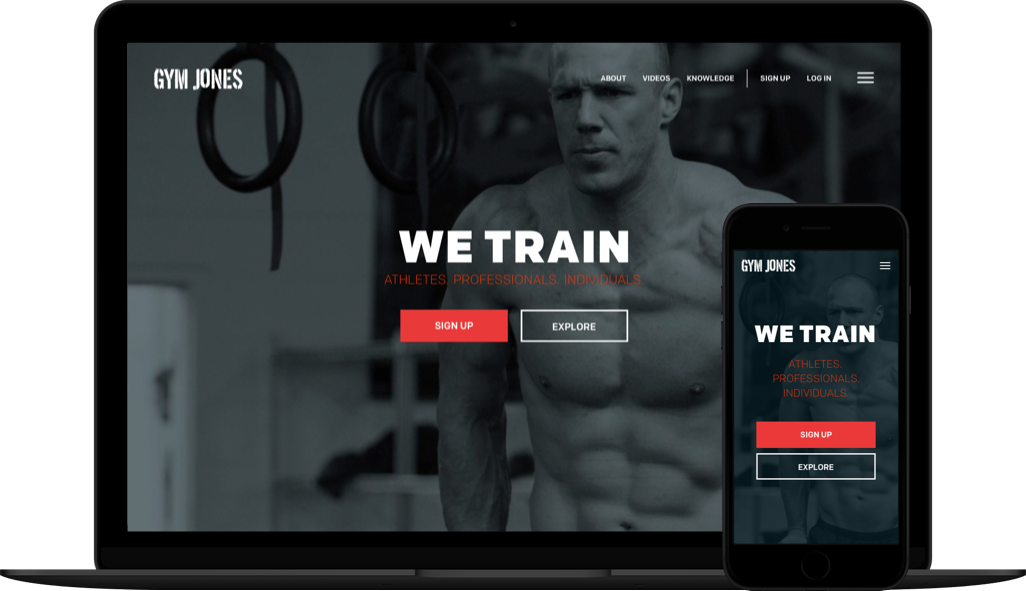 GYM JONES
ABOUT VIDEOS KNOWLEDGE SIGN UP LOG IN
WE TRAIN
ATHLETES. PROFESSIONALS. INDIVIDUALS.
SIGN UP EXPLORE
GYM JONES
WE TRAIN
ATHLETES.
PROFESSIONALS.
INDIVIDUALS.
SIGN UP
EXPLORE